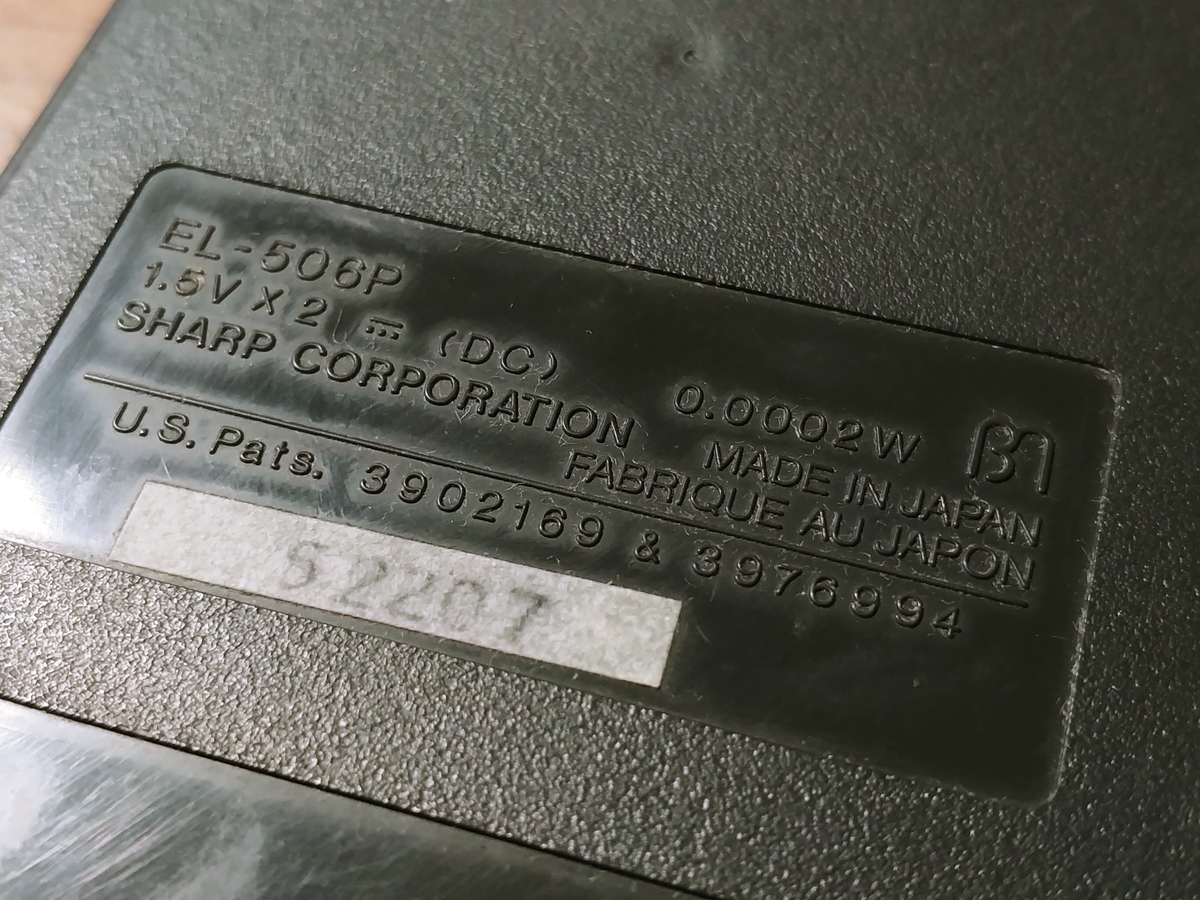 EL-506P
1.5V X 2 ⎓ (DC) 0.0002W
SHARP CORPORATION MADE IN JAPAN
FABRIQUE AU JAPON
U.S. Pats. 3902169 & 3976994
52207